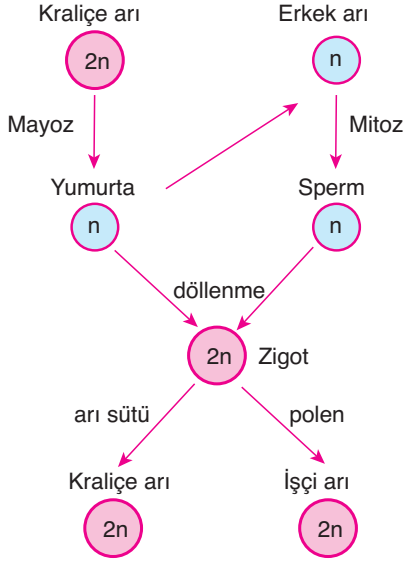 Kraliçe arı
Erkek arı
2n
n
Mayoz
Mitoz
Yumurta
Sperm
n
n
döllenme
2n
Zigot
arı sütü
polen
Kraliçe arı
İşçi arı
2n
2n